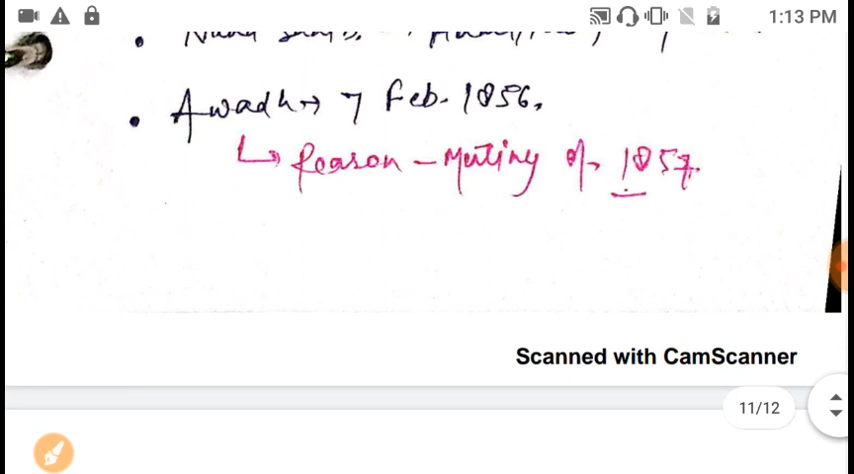 1:13 PM
• Awadh → 7 Feb. 1856.
↳ Reason - Mutiny of 1857.
Scanned with CamScanner
11/12